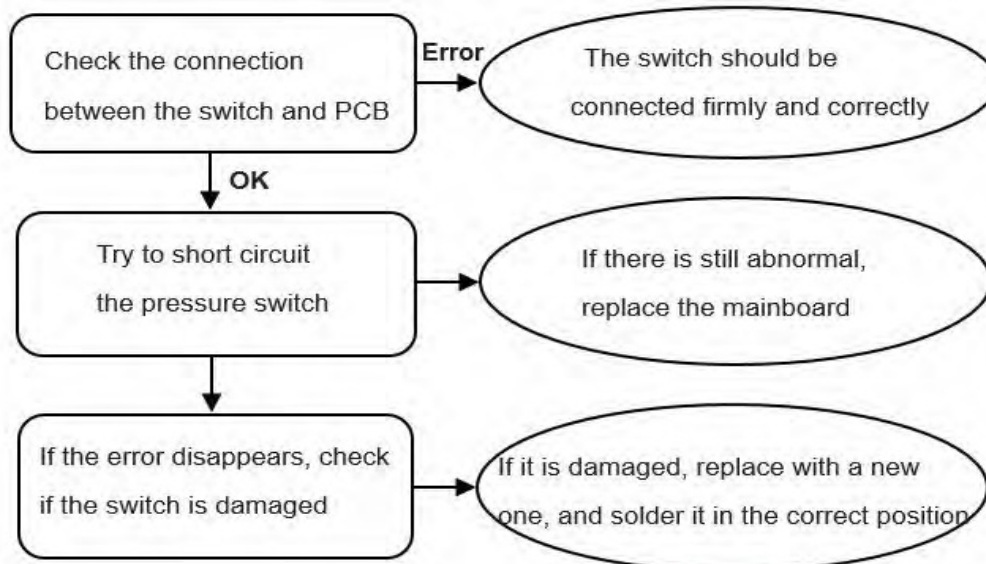 Check the connection
between the switch and PCB
Error
The switch should be
connected firmly and correctly
OK
Try to short circuit
the pressure switch
If there is still abnormal,
replace the mainboard
If the error disappears, check
if the switch is damaged
If it is damaged, replace with a new
one, and solder it in the correct position